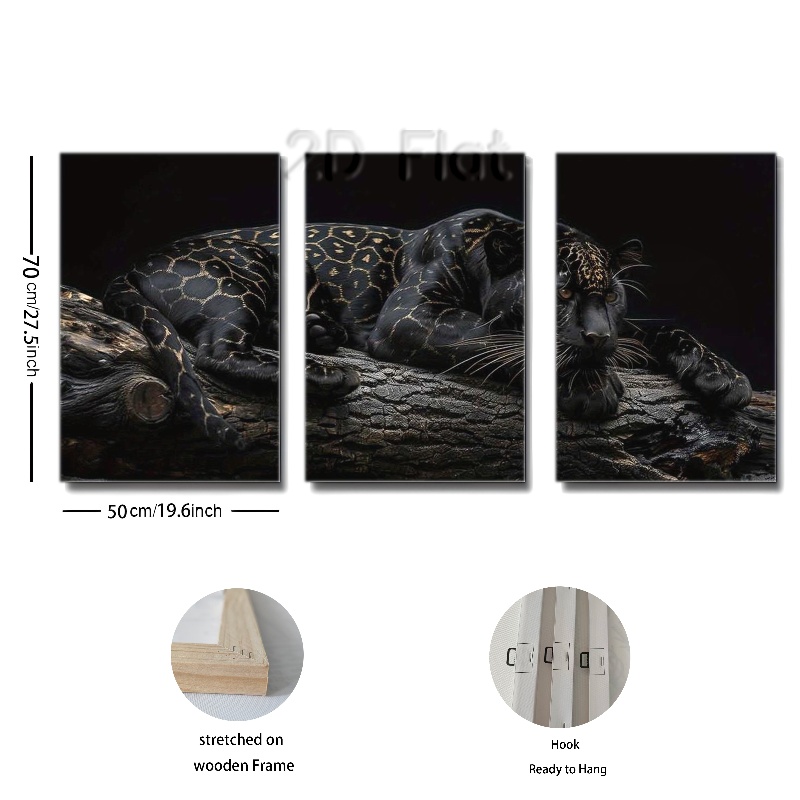 2D Flat
70 cm/27.5inch
50cm/19.6inch
stretched on
wooden Frame
Hook
Ready to Hang